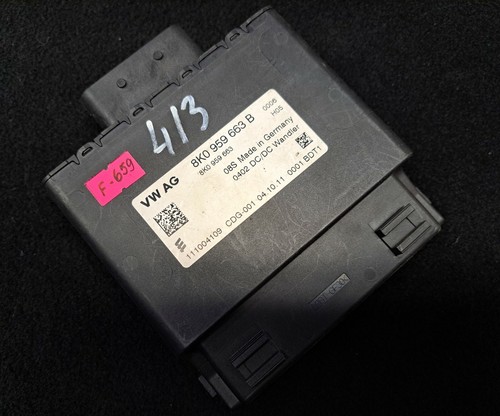 413
F-659
VW AG
8K0 959 663 B
8K0 959 663
0006
H05
08S Made in Germany
0402 DC/DC Wandler
111004109 CDG-001 04.10.11 0001 BDT1